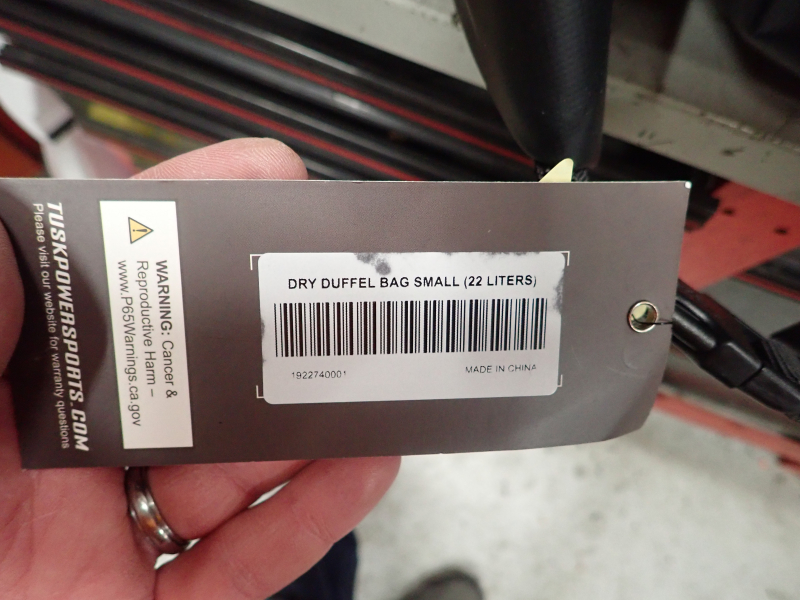 DRY DUFFEL BAG SMALL (22 LITERS)
1922740001
MADE IN CHINA
WARNING: Cancer &
Reproductive Harm –
www.P65Warnings.ca.gov
TUSKPOWERSPORTS.COM
Please visit our website for warranty questions